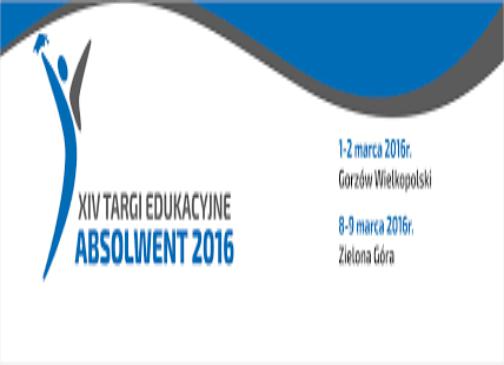 XIV TARGI EDUKACYJNE
ABSOLWENT 2016
1-2 marca 2016r.
Gorzów Wielkopolski
8-9 marca 2016r.
Zielona Góra